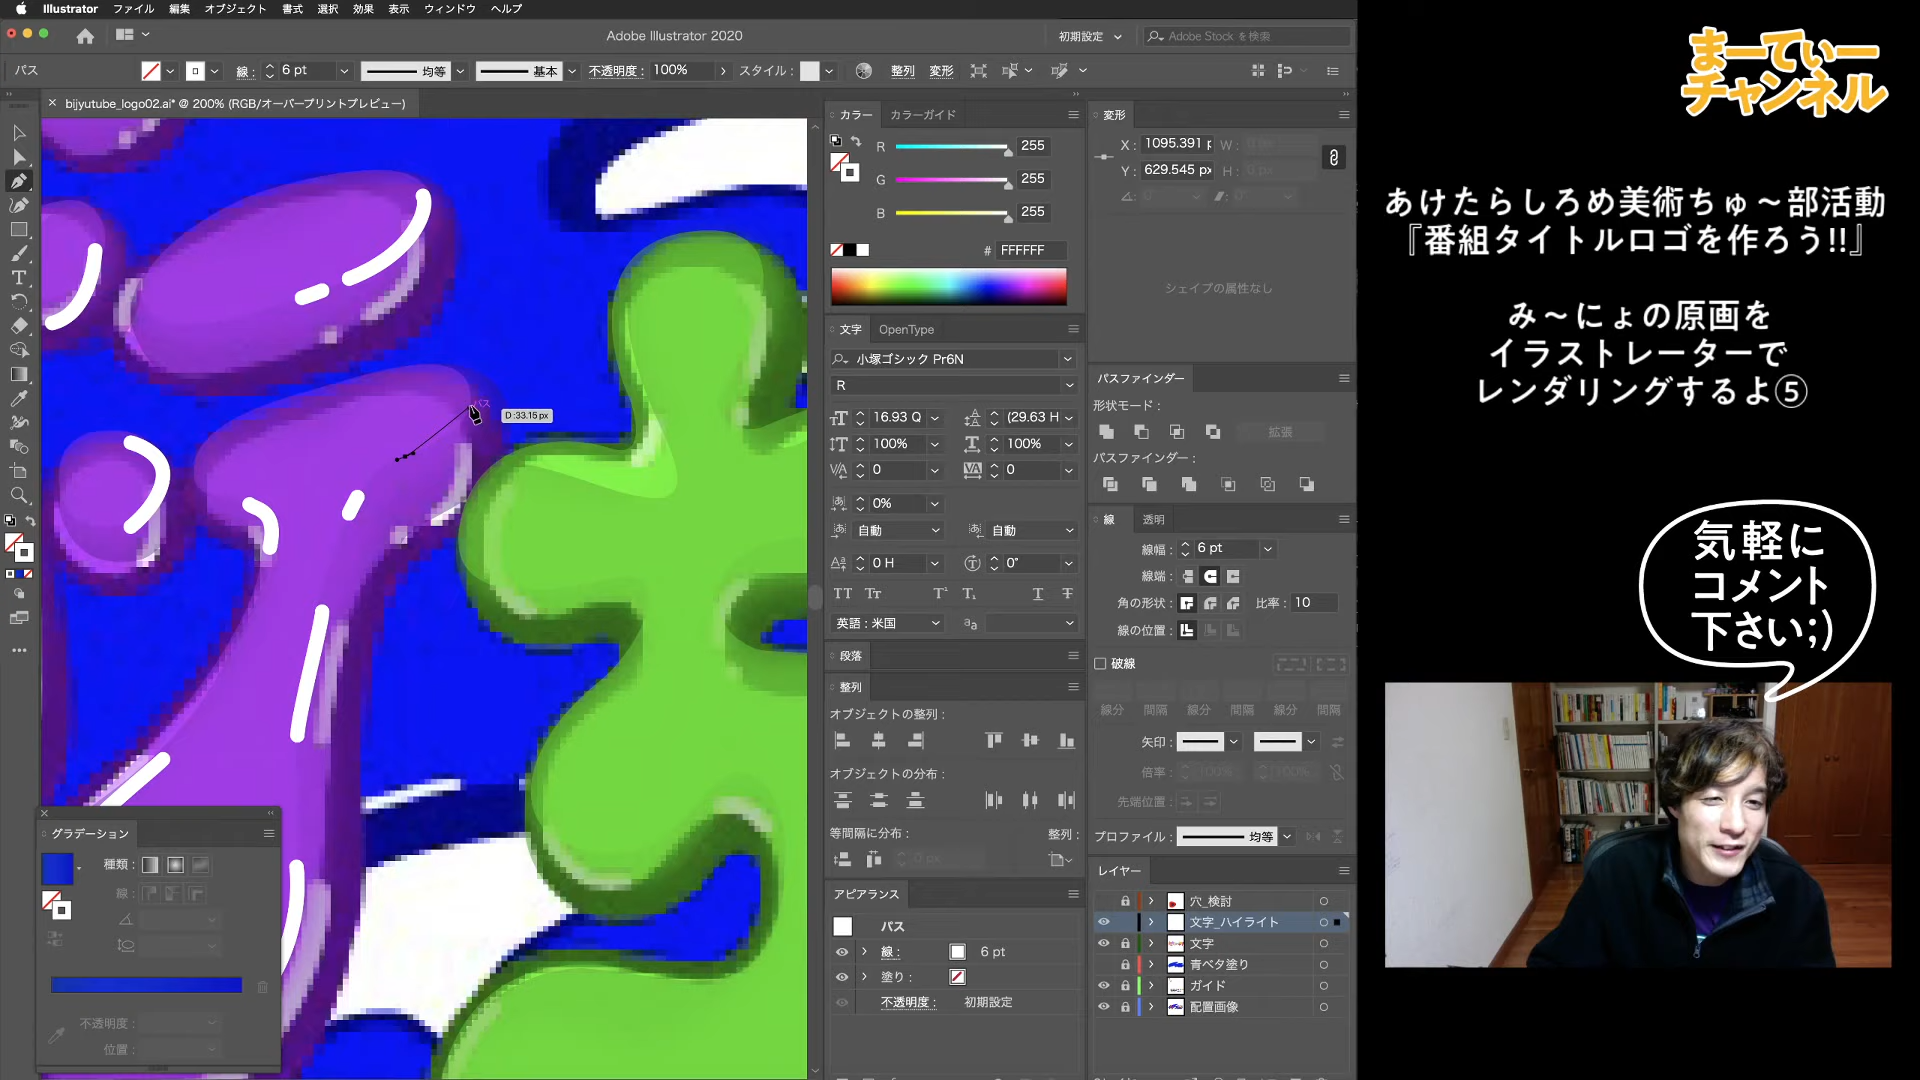 Illustrator ファイル 編集 オブジェクト 書式 選択 効果 表示 ウィンドウ ヘルプ
Adobe Illustrator 2020
初期設定
Adobe Stock を検索
パス
線 : 6 pt
均等
基本
不透明度 : 100%
スタイル :
整列
変形
bijyutube_logo02.ai* @ 200% (RGB/オーバープリントプレビュー)
パス
D :33.15 px
カラー カラーガイド
R 255
G 255
B 255
# FFFFFF
文字 OpenType
小塚ゴシック Pr6N
R
16.93 Q (29.63 H
100% 100%
0 0
0%
自動 自動
0 H 0°
英語 : 米国
段落
整列
オブジェクトの整列 :
オブジェクトの分布 :
等間隔に分布 : 整列 :
0 px
アピアランス
パス
線 : 6 pt
塗り :
不透明度 : 初期設定
変形
X : 1095.391 p W :
Y : 629.545 px H : 0 px
シェイプの属性なし
パスファインダー
形状モード :
拡張
パスファインダー :
線 透明
線幅 : 6 pt
線端 :
角の形状 : 比率 : 10
線の位置 :
破線
線分 間隔 線分 間隔 線分 間隔
矢印 :
倍率 : 100% 100%
先端位置 :
プロファイル : 均等
レイヤー
穴_検討
文字_ハイライト
文字
青ベタ塗り
ガイド
配置画像
グラデーション
種類 :
線 :
不透明度 :
位置 :
まーてぃー
チャンネル
あけたらしろめ美術ちゅ～部活動
『番組タイトルロゴを作ろう!!』
み～にょの原画を
イラストレーターで
レンダリングするよ⑤
気軽に
コメント
下さい;)